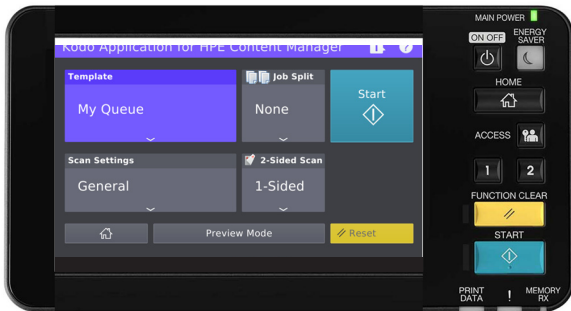 MAIN POWER
ON OFF
ENERGY
SAVER
Kodo Application for HPE Content Manager
Template
My Queue
Job Split
None
Start
Scan Settings
General
2-Sided Scan
1-Sided
Preview Mode
Reset
HOME
ACCESS
1
2
FUNCTION CLEAR
START
PRINT
DATA
!
MEMORY
RX